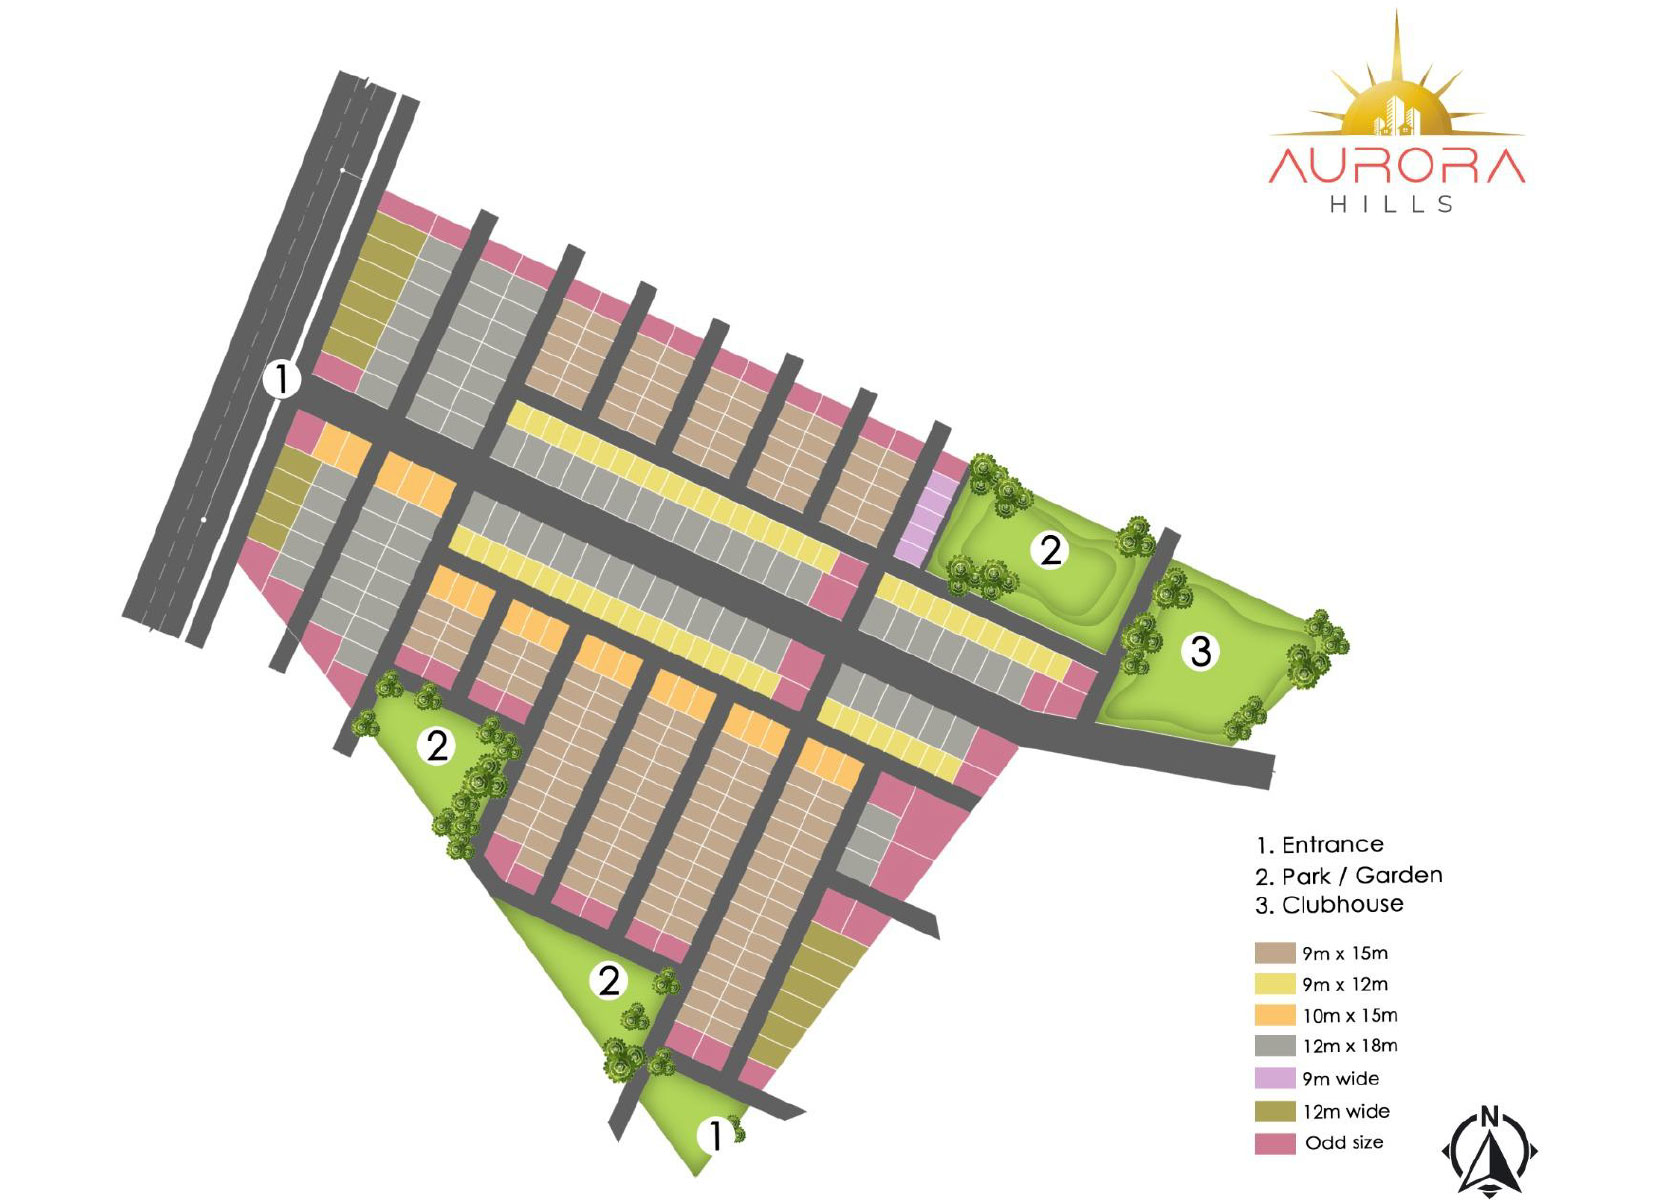 AURORA
HILLS
1
2
3
2
2
1
1. Entrance
2. Park / Garden
3. Clubhouse
9m x 15m
9m x 12m
10m x 15m
12m x 18m
9m wide
12m wide
Odd size
N